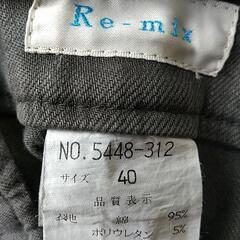 Re-mix
NO. 5448-312
サイズ 40
品質表示
表地 綿 95%
ポリウレタン 5%